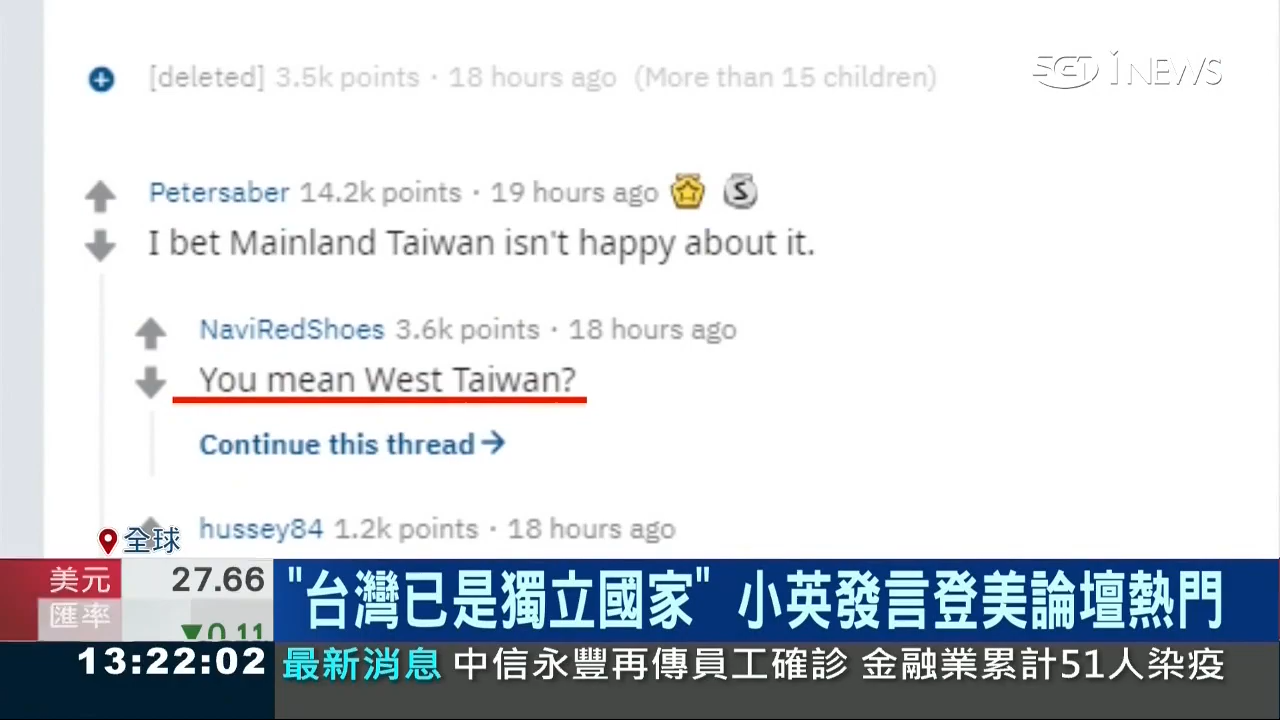 [deleted] 3.5k points · 18 hours ago (More than 15 children)
SET iNEWS
Petersaber 14.2k points · 19 hours ago
I bet Mainland Taiwan isn't happy about it.
NaviRedShoes 3.6k points · 18 hours ago
You mean West Taiwan?
Continue this thread→
hussey84 1.2k points · 18 hours ago
全球
美元 27.66
匯率 ▼0.11
"台灣已是獨立國家" 小英發言登美論壇熱門
13:22:02 最新消息 中信永豐再傳員工確診 金融業累計51人染疫